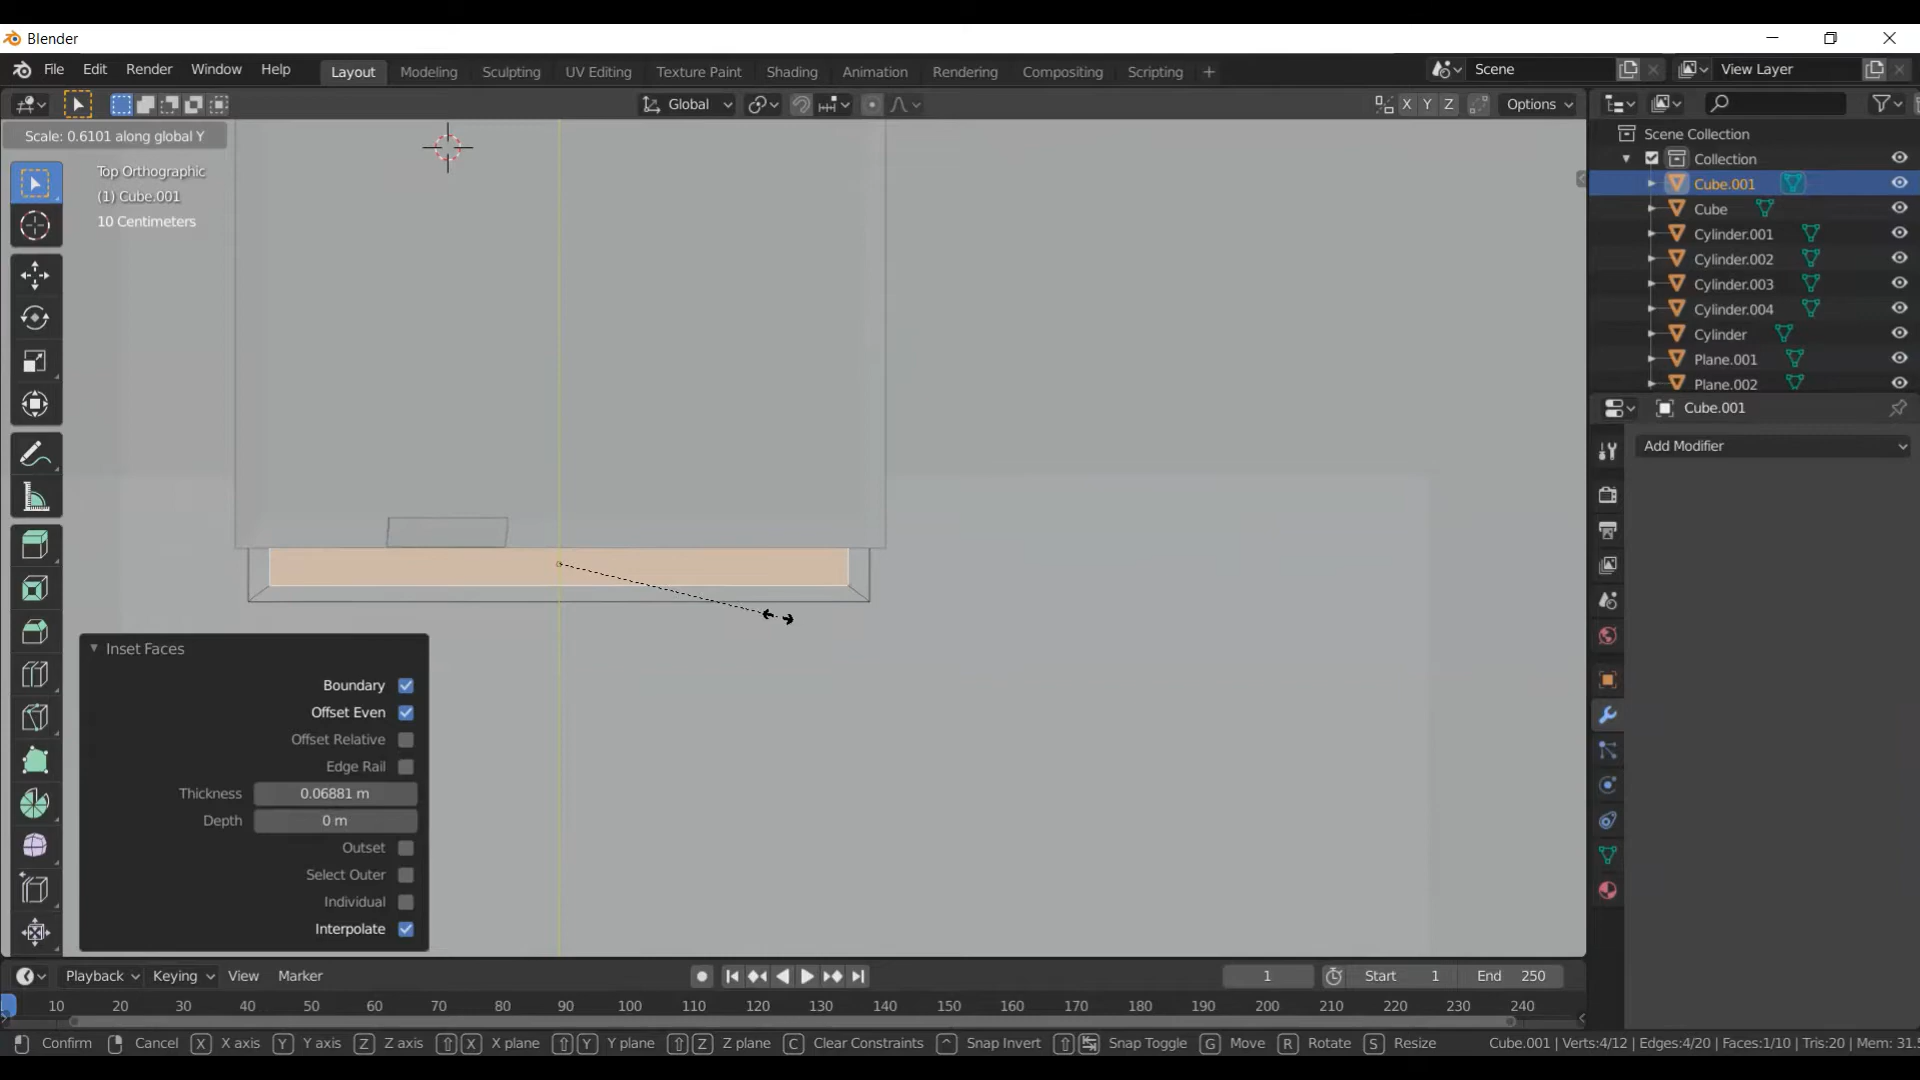 Blender
File Edit Render Window Help Layout Modeling Sculpting UV Editing Texture Paint Shading Animation Rendering Compositing Scripting + Scene View Layer
Global X Y Z Options
Scale: 0.6101 along global Y
Top Orthographic
(1) Cube.001
10 Centimeters
Scene Collection
Collection
Cube.001
Cube
Cylinder.001
Cylinder.002
Cylinder.003
Cylinder.004
Cylinder
Plane.001
Plane.002
Cube.001
Add Modifier
Inset Faces
Boundary
Offset Even
Offset Relative
Edge Rail
Thickness 0.06881 m
Depth 0 m
Outset
Select Outer
Individual
Interpolate
Playback Keying View Marker 1 Start 1 End 250
10 20 30 40 50 60 70 80 90 100 110 120 130 140 150 160 170 180 190 200 210 220 230 240
Confirm Cancel X X axis Y Y axis Z Z axis X X plane Y Y plane Z Z plane C Clear Constraints ^ Snap Invert Snap Toggle G Move R Rotate S Resize Cube.001 | Verts:4/12 | Edges:4/20 | Faces:1/10 | Tris:20 | Mem: 31.5